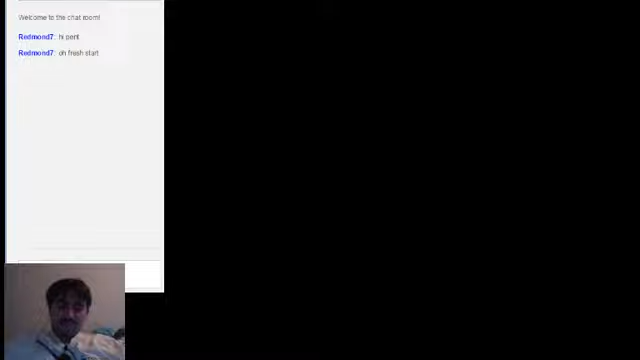 Welcome to the chat room!
Redmond7: hi pent
Redmond7: oh fresh start